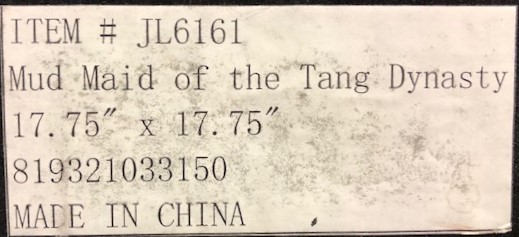 ITEM # JL6161
Mud Maid of the Tang Dynasty
17.75″ x 17.75″
819321033150
MADE IN CHINA